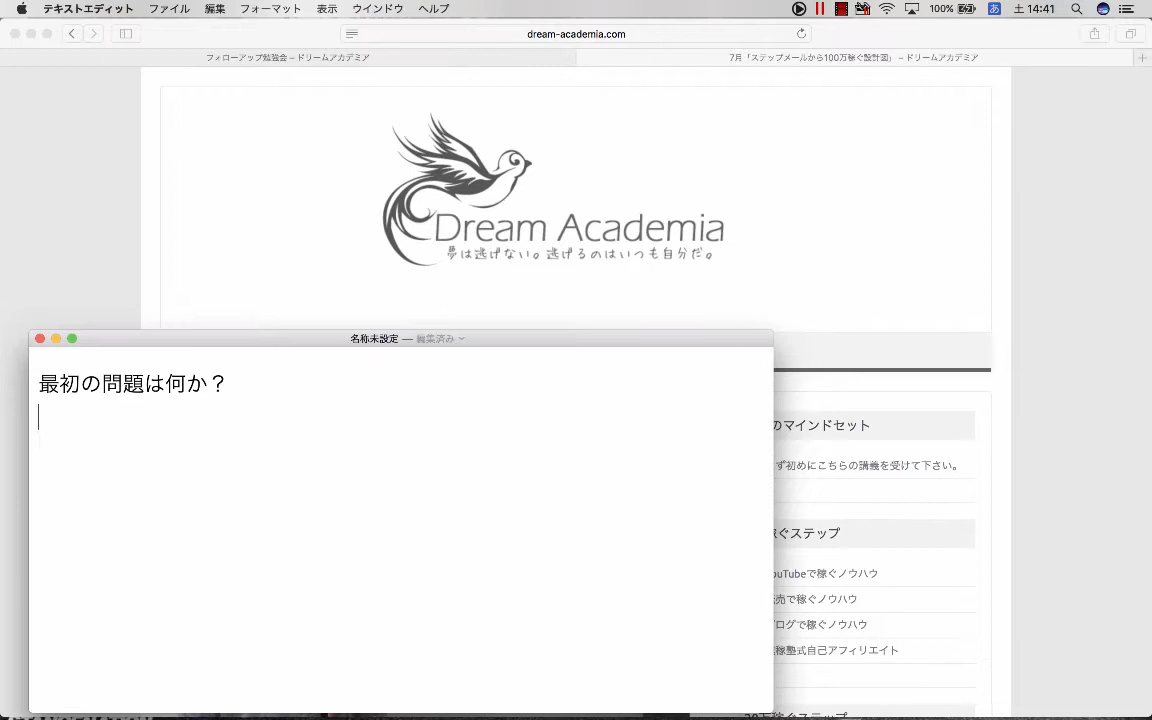 テキストエディット ファイル 編集 フォーマット 表示 ウインドウ ヘルプ 100% あ 土 14:41
dream-academia.com
フォローアップ勉強会 – ドリームアカデミア 7月「ステップメールから100万稼ぐ設計図」 – ドリームアカデミア
Dream Academia
夢は逃げない。逃げるのはいつも自分だ。
名称未設定 — 編集済み
最初の問題は何か？
のマインドセット
ず初めにこちらの講義を受けて下さい。
ぐステップ
ouTubeで稼ぐノウハウ
売で稼ぐノウハウ
ログで稼ぐノウハウ
稼塾式自己アフィリエイト